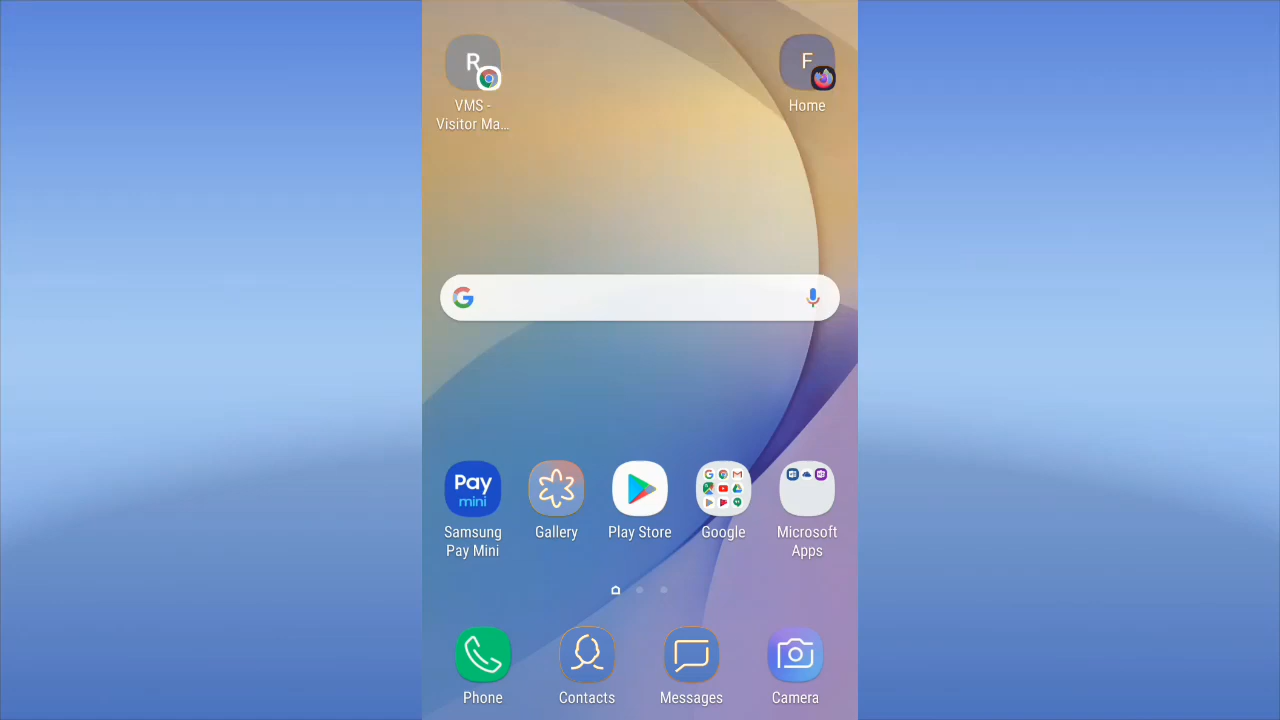 R
F
VMS -
Visitor Ma...
Home
G
Pay
mini
Samsung
Pay Mini
Gallery
Play Store
Google
Microsoft
Apps
Phone
Contacts
Messages
Camera